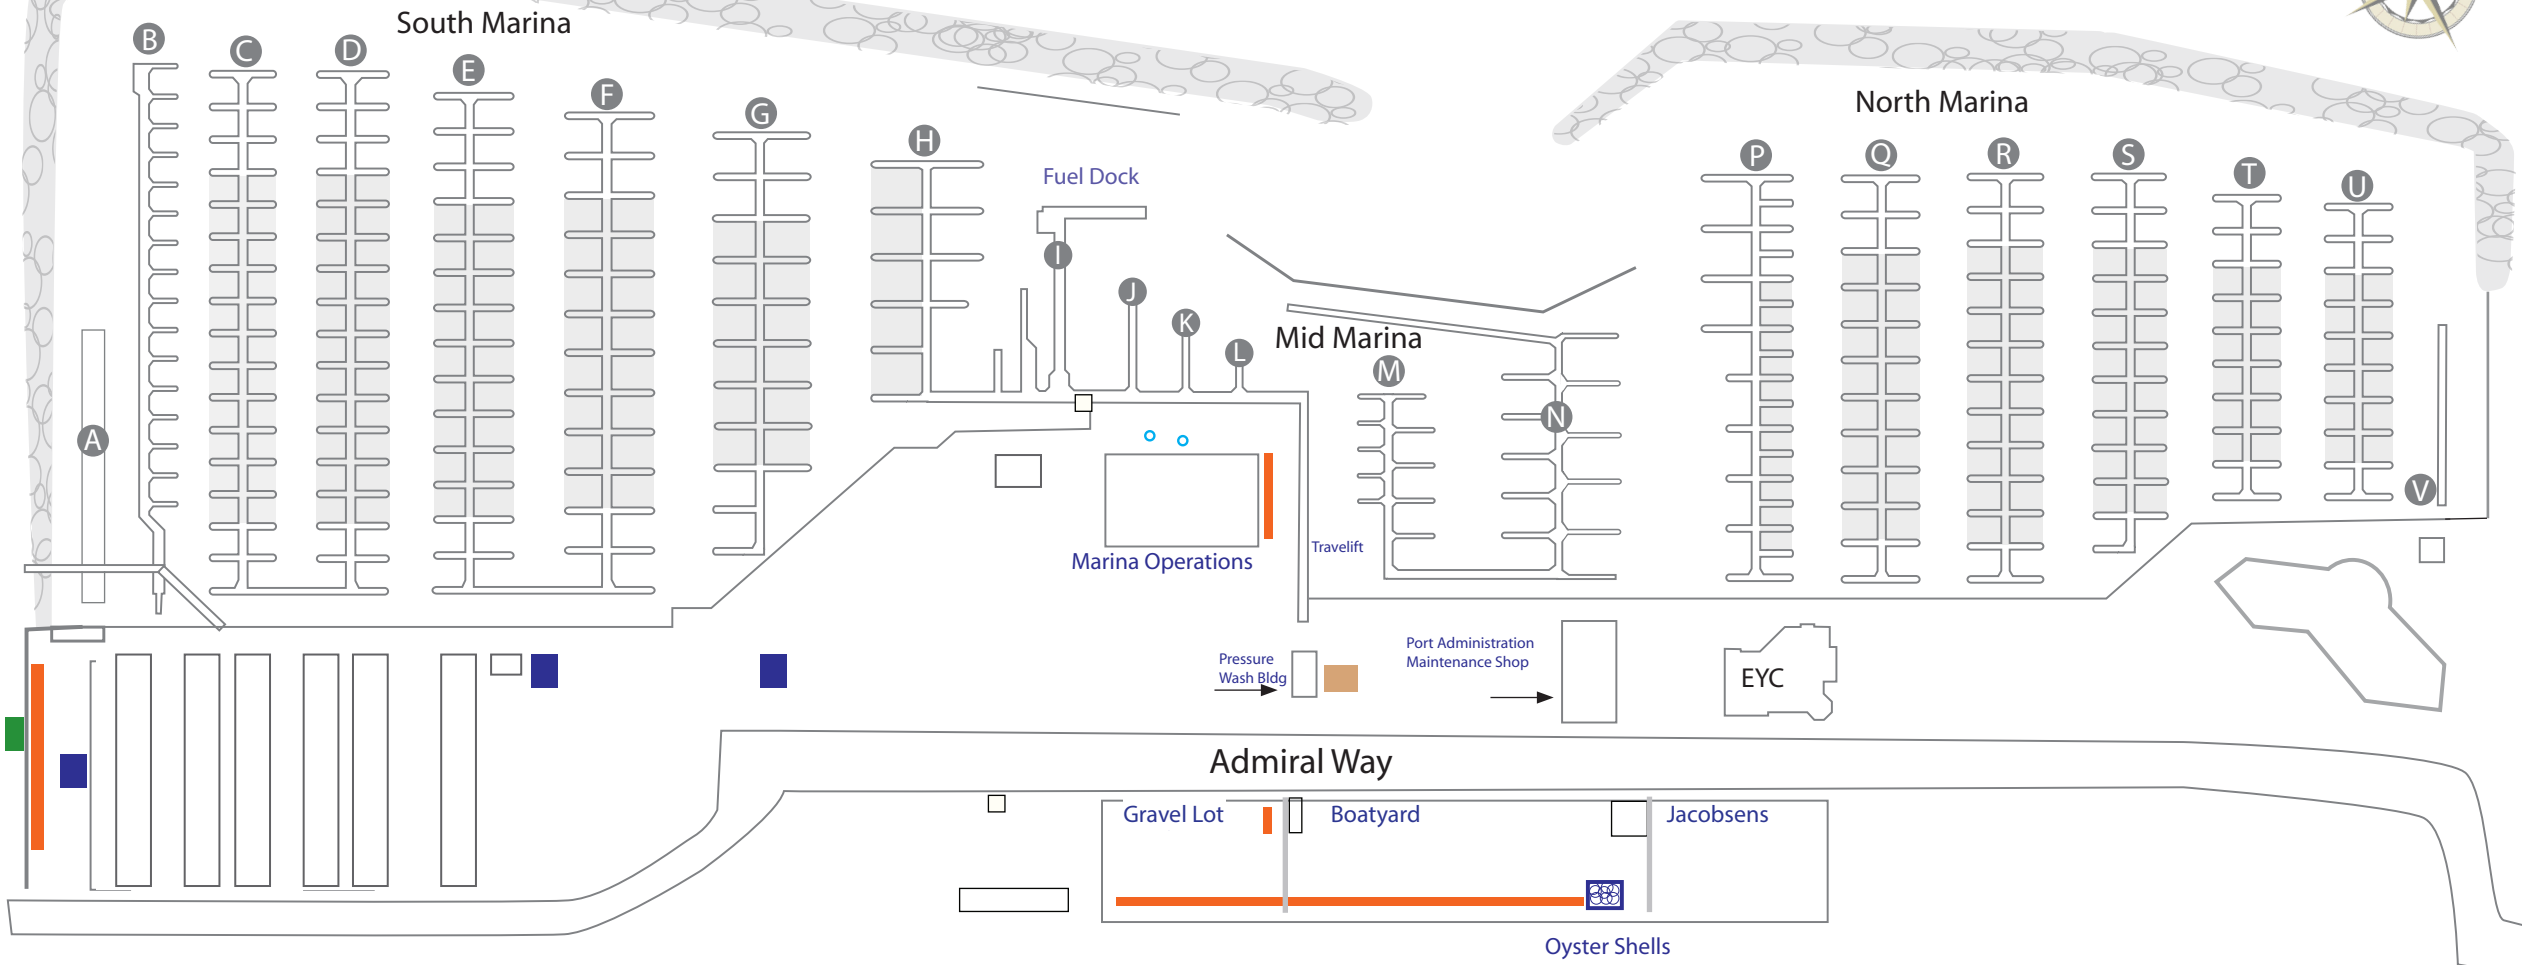 South Marina
B
C
D
E
F
G
H
A
Fuel Dock
I
J
K
L
Mid Marina
M
N
North Marina
P
Q
R
S
T
U
V
Marina Operations
Travelift
Pressure
Wash Bldg
Port Administration
Maintenance Shop
EYC
Admiral Way
Gravel Lot
Boatyard
Jacobsens
Oyster Shells